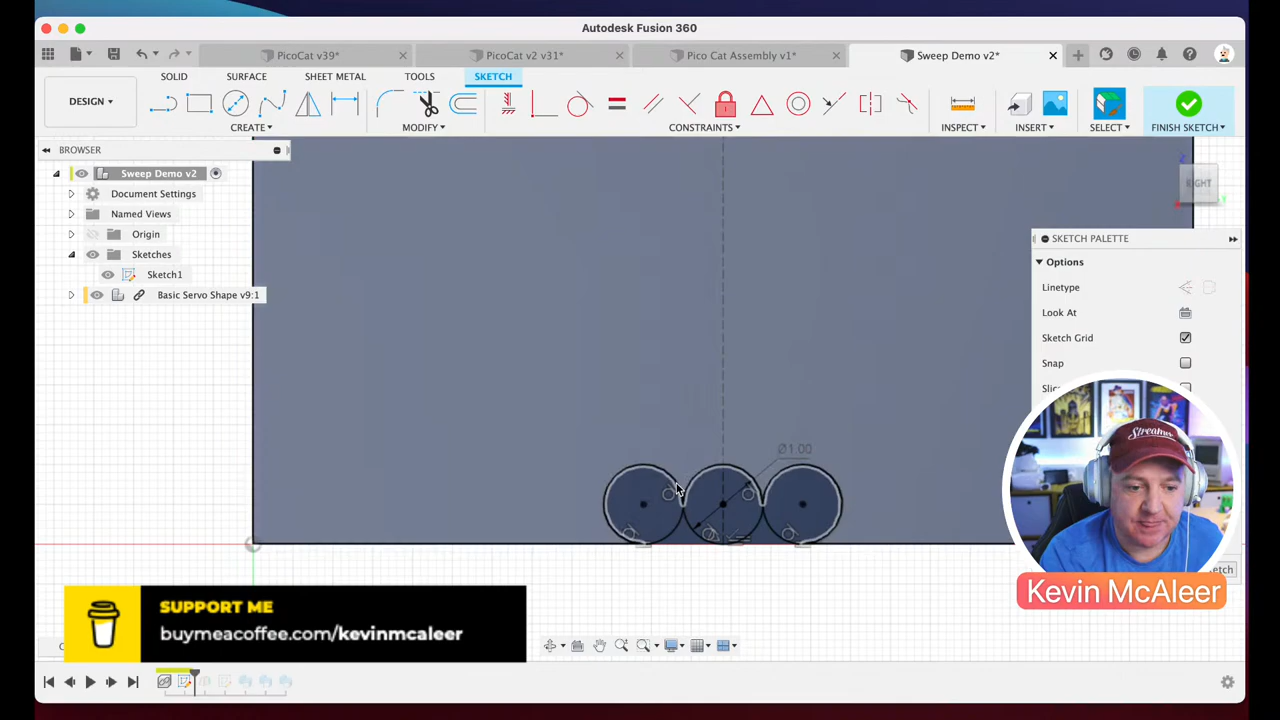 Autodesk Fusion 360
PicoCat v39*
PicoCat v2 v31*
Pico Cat Assembly v1*
Sweep Demo v2*
DESIGN
SOLID
SURFACE
SHEET METAL
TOOLS
SKETCH
CREATE
MODIFY
CONSTRAINTS
INSPECT
INSERT
SELECT
FINISH SKETCH
BROWSER
Sweep Demo v2
Document Settings
Named Views
Origin
Sketches
Sketch1
Basic Servo Shape v9:1
RIGHT
SKETCH PALETTE
Options
Linetype
Look At
Sketch Grid
Snap
Slic
Ø1.00
Streamer
Kevin McAleer
SUPPORT ME
buymeacoffee.com/kevinmcaleer